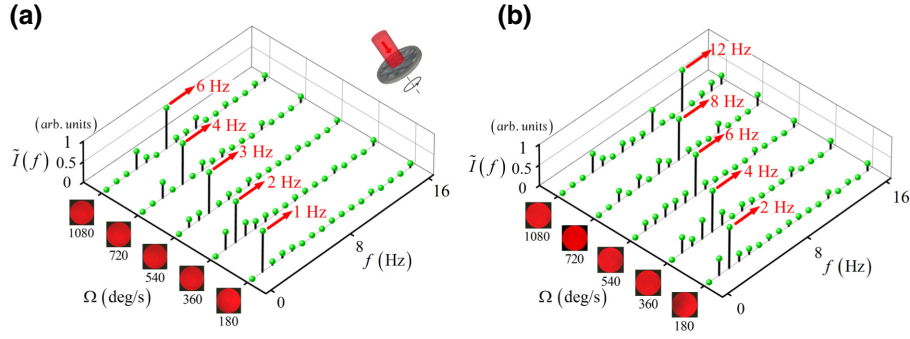 (a)
6 Hz
4 Hz
3 Hz
2 Hz
1 Hz
(arb. units)
1
0.5
0
Ĩ(f)
1080
720
540
360
180
Ω (deg/s)
0
8
16
f (Hz)
(b)
12 Hz
8 Hz
6 Hz
4 Hz
2 Hz
(arb. units)
1
0.5
0
Ĩ(f)
1080
720
540
360
180
Ω (deg/s)
0
8
16
f (Hz)